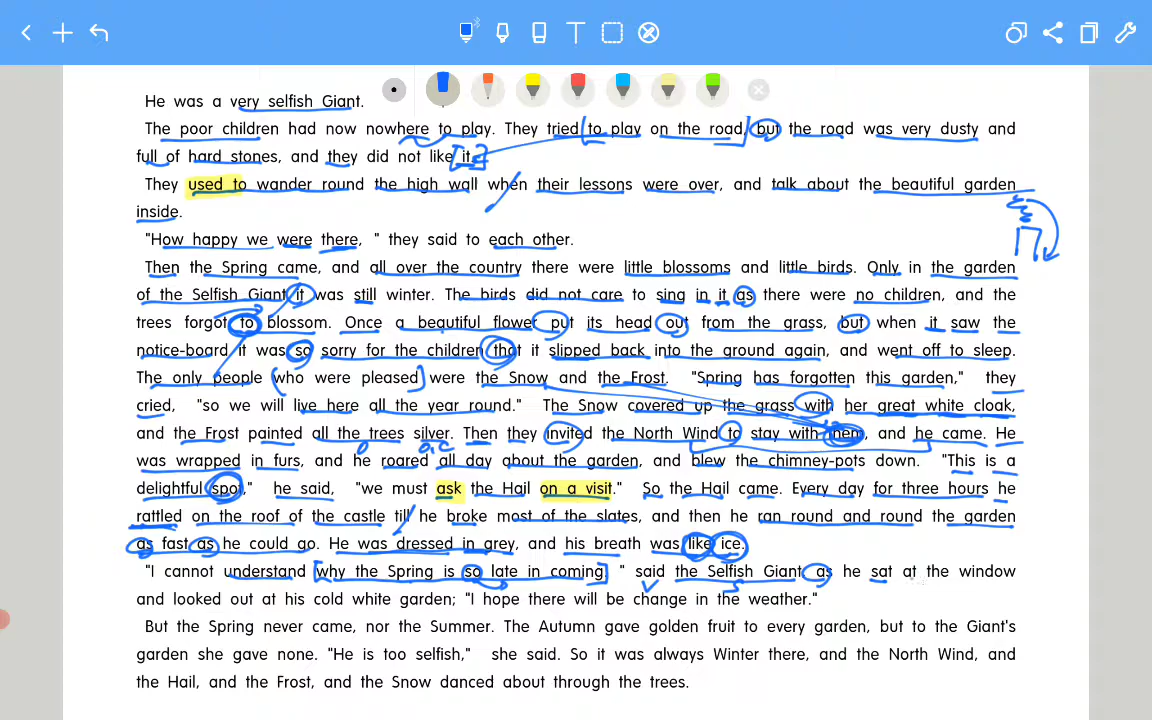 He was a very selfish Giant.
The poor children had now nowhere to play. They tried to play on the road, but the road was very dusty and
full of hard stones, and they did not like it.
They used to wander round the high wall when their lessons were over, and talk about the beautiful garden
inside.
"How happy we were there, " they said to each other.
Then the Spring came, and all over the country there were little blossoms and little birds. Only in the garden
of the Selfish Giant it was still winter. The birds did not care to sing in it as there were no children, and the
trees forgot to blossom. Once a beautiful flower put its head out from the grass, but when it saw the
notice-board it was so sorry for the children that it slipped back into the ground again, and went off to sleep.
The only people who were pleased were the Snow and the Frost. "Spring has forgotten this garden," they
cried, "so we will live here all the year round." The Snow covered up the grass with her great white cloak,
and the Frost painted all the trees silver. Then they invited the North Wind to stay with them, and he came. He
was wrapped in furs, and he roared all day about the garden, and blew the chimney-pots down. "This is a
delightful spot," he said, "we must ask the Hail on a visit." So the Hail came. Every day for three hours he
rattled on the roof of the castle till he broke most of the slates, and then he ran round and round the garden
as fast as he could go. He was dressed in grey, and his breath was like ice.
"I cannot understand why the Spring is so late in coming, " said the Selfish Giant as he sat at the window
and looked out at his cold white garden; "I hope there will be change in the weather."
But the Spring never came, nor the Summer. The Autumn gave golden fruit to every garden, but to the Giant's
garden she gave none. "He is too selfish," she said. So it was always Winter there, and the North Wind, and
the Hail, and the Frost, and the Snow danced about through the trees.